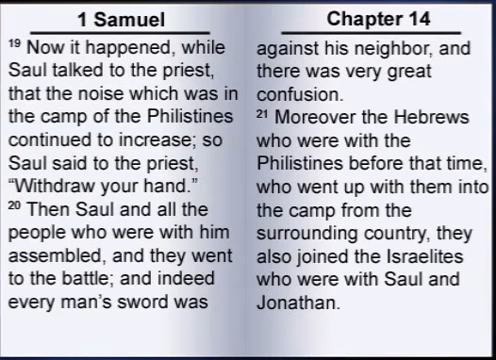 1 Samuel
19 Now it happened, while
Saul talked to the priest,
that the noise which was in
the camp of the Philistines
continued to increase; so
Saul said to the priest,
“Withdraw your hand.”
20 Then Saul and all the
people who were with him
assembled, and they went
to the battle; and indeed
every man’s sword was
Chapter 14
against his neighbor, and
there was very great
confusion.
21 Moreover the Hebrews
who were with the
Philistines before that time,
who went up with them into
the camp from the
surrounding country, they
also joined the Israelites
who were with Saul and
Jonathan.